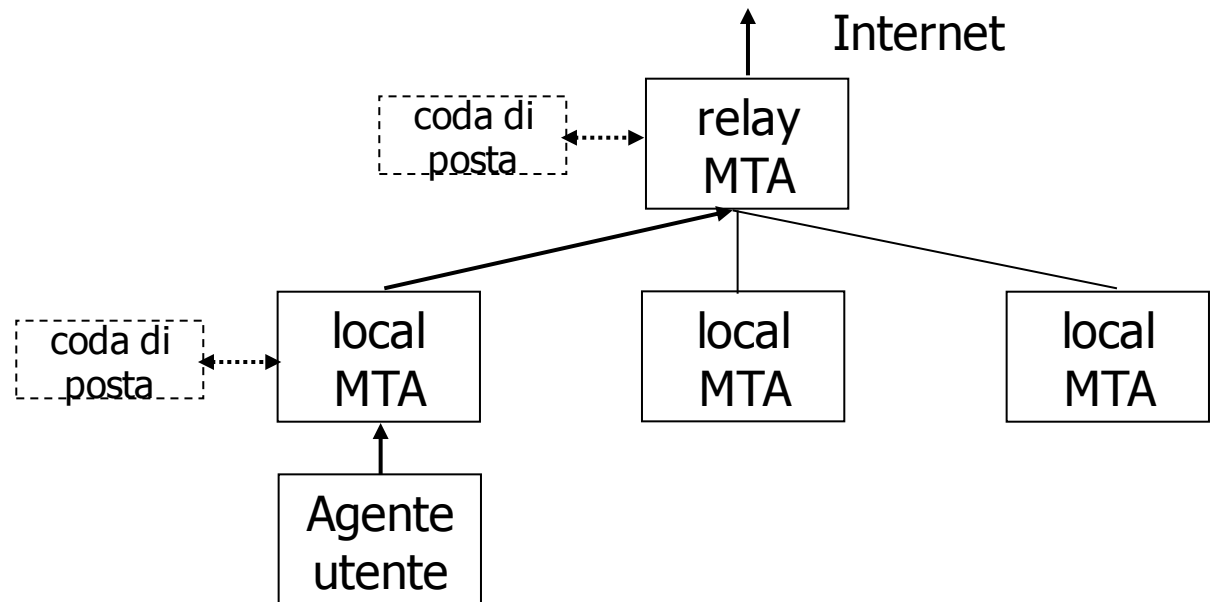 Internet
coda di
posta
relay
MTA
coda di
posta
local
MTA
local
MTA
local
MTA
Agente
utente